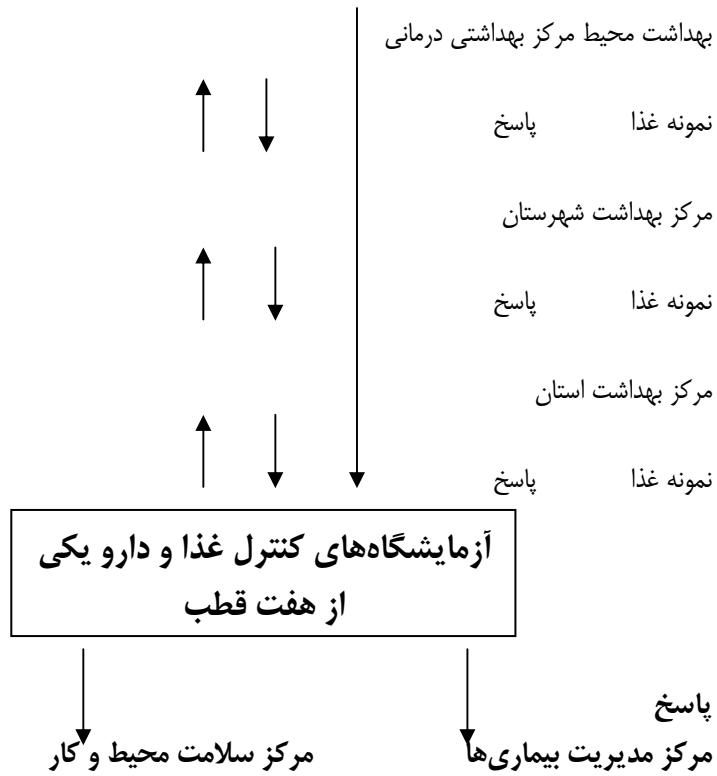 بهداشت محیط مرکز بهداشتی درمانی
نمونه غذا پاسخ
مرکز بهداشت شهرستان
نمونه غذا پاسخ
مرکز بهداشت استان
نمونه غذا پاسخ
آزمایشگاه‌های کنترل غذا و دارو یکی
از هفت قطب
پاسخ
مرکز مدیریت بیماری‌ها مرکز سلامت محیط و کار